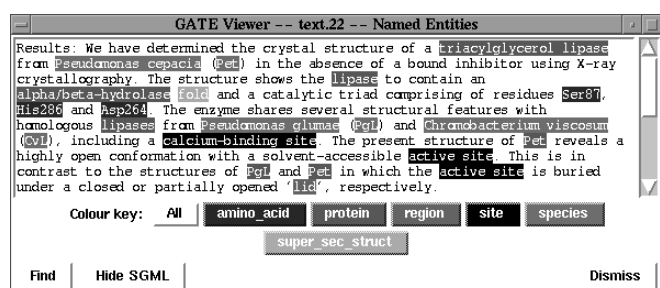 GATE Viewer -- text.22 -- Named Entities
Results: We have determined the crystal structure of a triacylglycerol lipase
from Pseudomonas cepacia (Pet) in the absence of a bound inhibitor using X-ray
crystallography. The structure shows the lipase to contain an
alpha/beta-hydrolase fold and a catalytic triad comprising of residues Ser87,
His286 and Asp264. The enzyme shares several structural features with
homologous lipases from Pseudomonas glumae (PgL) and Chromobacterium viscosum
(CvL), including a calcium-binding site. The present structure of Pet reveals a
highly open conformation with a solvent-accessible active site. This is in
contrast to the structures of PgL and Pet in which the active site is buried
under a closed or partially opened 'lid', respectively.
Colour key: All amino_acid protein region site species
super_sec_struct
Find Hide SGML Dismiss